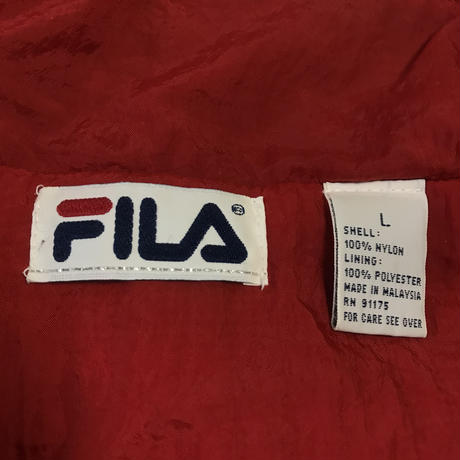 FILA®
L
SHELL:
100% NYLON
LINING:
100% POLYESTER
MADE IN MALAYSIA
RN 91175
FOR CARE SEE OVER